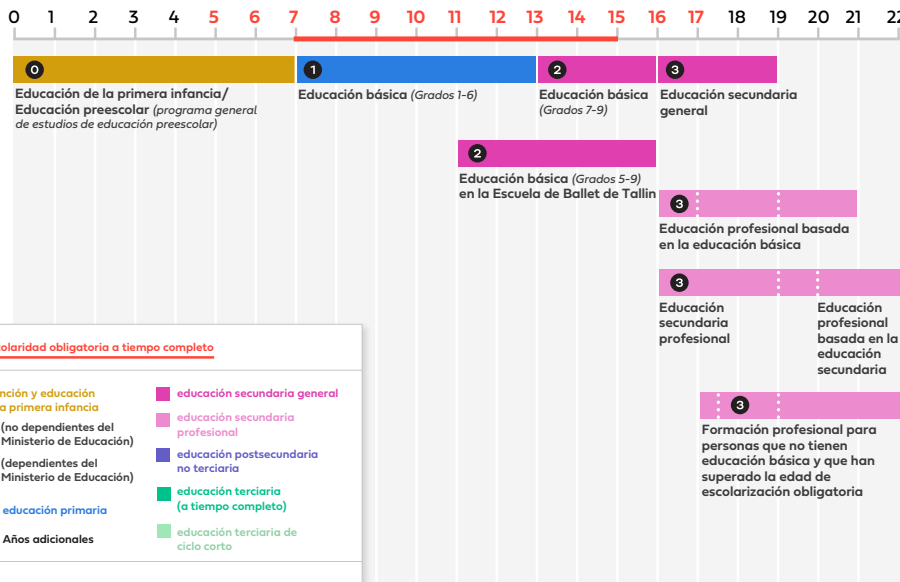 0 1 2 3 4 5 6 7 8 9 10 11 12 13 14 15 16 17 18 19 20 21 22
0
1
2
3
Educación de la primera infancia/
Educación preescolar (programa general
de estudios de educación preescolar)
Educación básica (Grados 1-6)
Educación básica
(Grados 7-9)
Educación secundaria
general
2
Educación básica (Grados 5-9)
en la Escuela de Ballet de Tallin
3
Educación profesional basada
en la educación básica
3
Educación
secundaria
profesional
Educación
profesional
basada en la
educación
secundaria
3
Formación profesional para
personas que no tienen
educación básica y que han
superado la edad de
escolarización obligatoria
obligatoria a tiempo completo
y educación
primera infancia
(no dependientes del
Ministerio de Educación)
(dependientes del
Ministerio de Educación)
educación primaria
Años adicionales
educación secundaria general
educación secundaria
profesional
educación postsecundaria
no terciaria
educación terciaria
(a tiempo completo)
educación terciaria de
ciclo corto